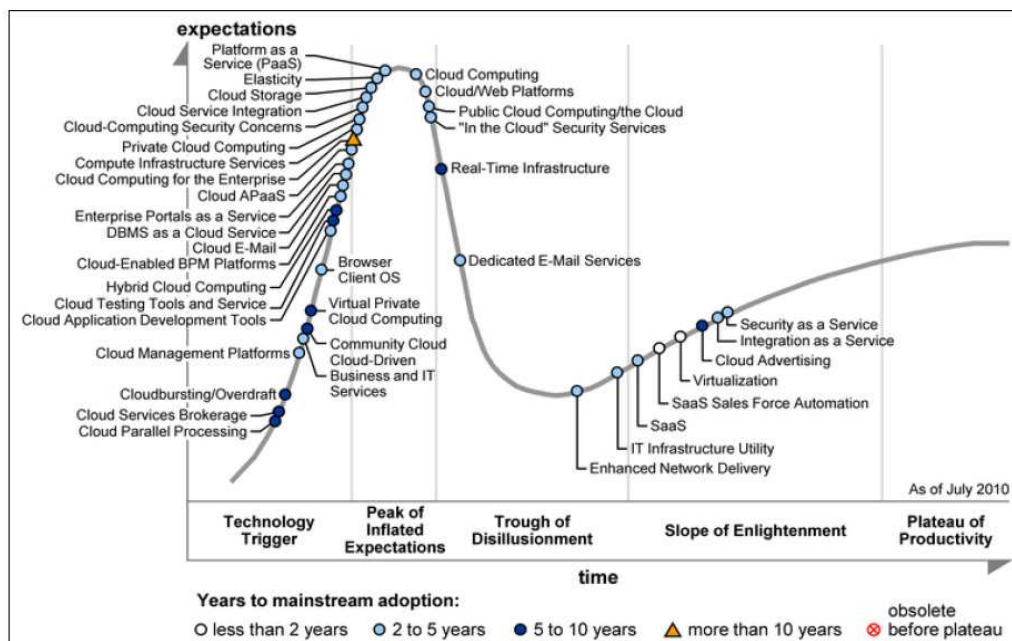 expectations
Platform as a
Service (PaaS)
Elasticity
Cloud Storage
Cloud Service Integration
Cloud-Computing Security Concerns
Private Cloud Computing
Compute Infrastructure Services
Cloud Computing for the Enterprise
Cloud APaaS
Enterprise Portals as a Service
DBMS as a Cloud Service
Cloud E-Mail
Cloud-Enabled BPM Platforms
Hybrid Cloud Computing
Cloud Testing Tools and Service
Cloud Application Development Tools
Cloud Management Platforms
Cloudbursting/Overdraft
Cloud Services Brokerage
Cloud Parallel Processing
Browser
Client OS
Virtual Private
Cloud Computing
Community Cloud
Cloud-Driven
Business and IT
Services
Cloud Computing
Cloud/Web Platforms
Public Cloud Computing/the Cloud
"In the Cloud" Security Services
Real-Time Infrastructure
Dedicated E-Mail Services
Security as a Service
Integration as a Service
Cloud Advertising
Virtualization
SaaS Sales Force Automation
SaaS
IT Infrastructure Utility
Enhanced Network Delivery
As of July 2010
Technology
Trigger
Peak of
Inflated
Expectations
Trough of
Disillusionment
Slope of Enlightenment
Plateau of
Productivity
time
Years to mainstream adoption:
less than 2 years
2 to 5 years
5 to 10 years
more than 10 years
obsolete
before plateau